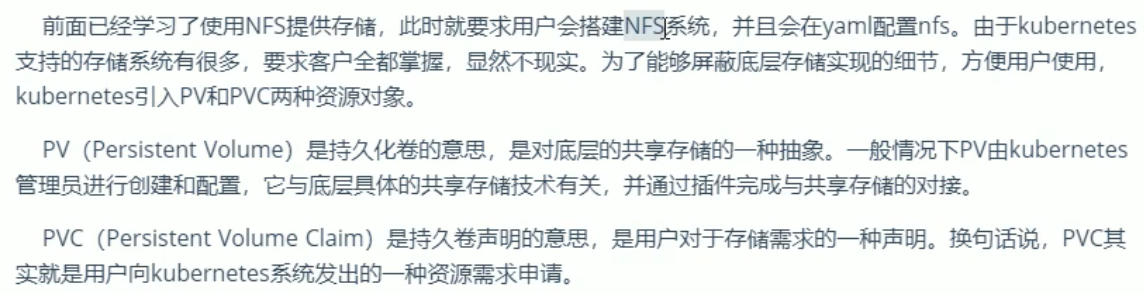 前面已经学习了使用NFS提供存储，此时就要求用户会搭建NFS系统，并且会在yaml配置nfs。由于kubernetes
支持的存储系统有很多，要求客户全都掌握，显然不现实。为了能够屏蔽底层存储实现的细节，方便用户使用，
kubernetes引入PV和PVC两种资源对象。
PV（Persistent Volume）是持久化卷的意思，是对底层的共享存储的一种抽象。一般情况下PV由kubernetes
管理员进行创建和配置，它与底层具体的共享存储技术有关，并通过插件完成与共享存储的对接。
PVC（Persistent Volume Claim）是持久卷声明的意思，是用户对于存储需求的一种声明。换句话说，PVC其
实就是用户向kubernetes系统发出的一种资源需求申请。